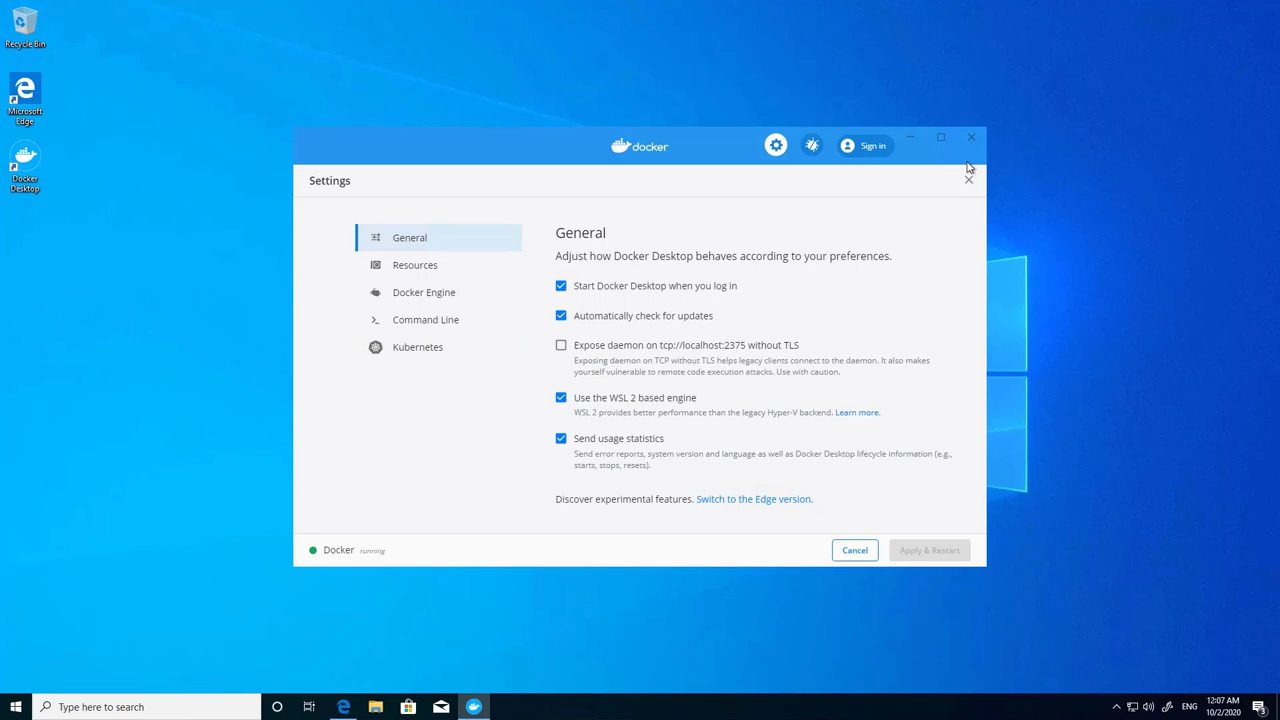 Recycle Bin
Microsoft
Edge
Docker
Desktop
docker
Sign in
Settings
General
Resources
Docker Engine
Command Line
Kubernetes
General
Adjust how Docker Desktop behaves according to your preferences.
Start Docker Desktop when you log in
Automatically check for updates
Expose daemon on tcp://localhost:2375 without TLS
Exposing daemon on TCP without TLS helps legacy clients connect to the daemon. It also makes
yourself vulnerable to remote code execution attacks. Use with caution.
Use the WSL 2 based engine
WSL 2 provides better performance than the legacy Hyper-V backend. Learn more.
Send usage statistics
Send error reports, system version and language as well as Docker Desktop lifecycle information (e.g.,
starts, stops, resets).
Discover experimental features. Switch to the Edge version.
Docker running
Cancel
Apply & Restart
Type here to search
ENG
12:07 AM
10/2/2020
3